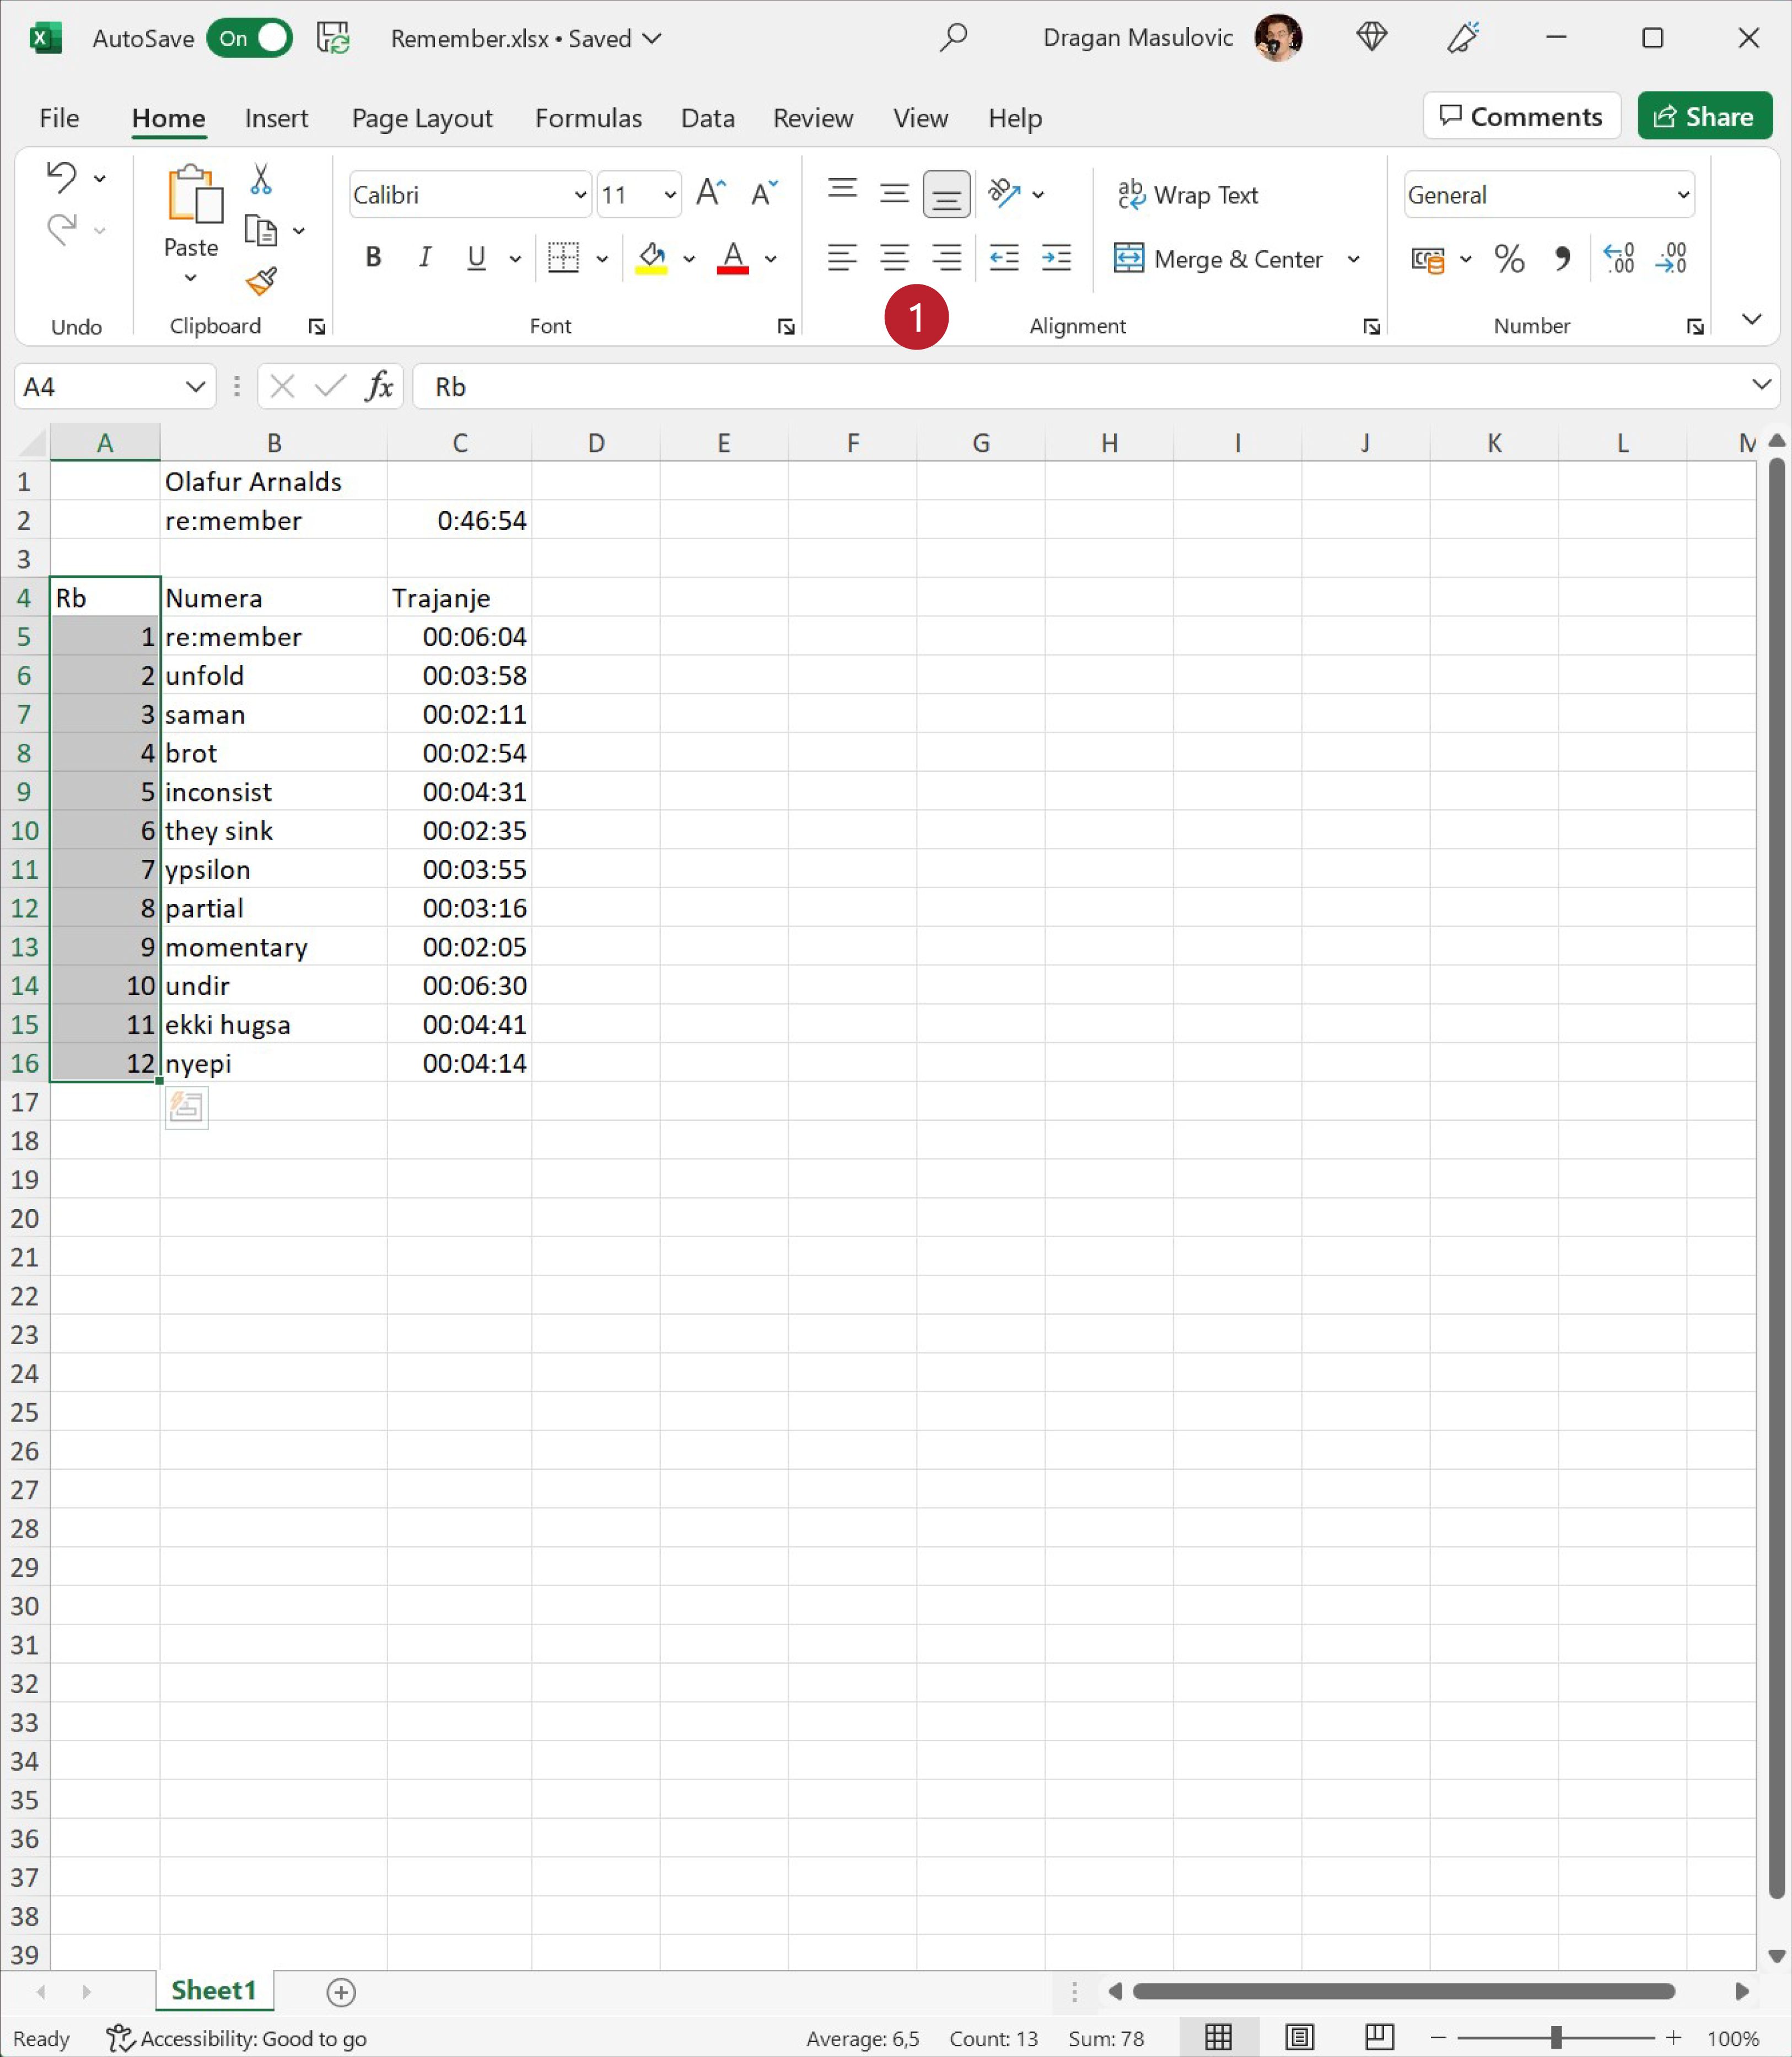 AutoSave On Remember.xlsx • Saved Dragan Masulovic
File Home Insert Page Layout Formulas Data Review View Help Comments Share
Calibri 11 Wrap Text General
Paste B I U A Merge & Center % .00 .00
Undo Clipboard Font 1 Alignment Number
A4 fx Rb
A B C D E F G H I J K L M
1 Olafur Arnalds
2 re:member 0:46:54
3
4 Rb Numera Trajanje
5 1 re:member 00:06:04
6 2 unfold 00:03:58
7 3 saman 00:02:11
8 4 brot 00:02:54
9 5 inconsist 00:04:31
10 6 they sink 00:02:35
11 7 ypsilon 00:03:55
12 8 partial 00:03:16
13 9 momentary 00:02:05
14 10 undir 00:06:30
15 11 ekki hugsa 00:04:41
16 12 nyepi 00:04:14
17
18
19
20
21
22
23
24
25
26
27
28
29
30
31
32
33
34
35
36
37
38
39
Sheet1
Ready Accessibility: Good to go Average: 6,5 Count: 13 Sum: 78 100%